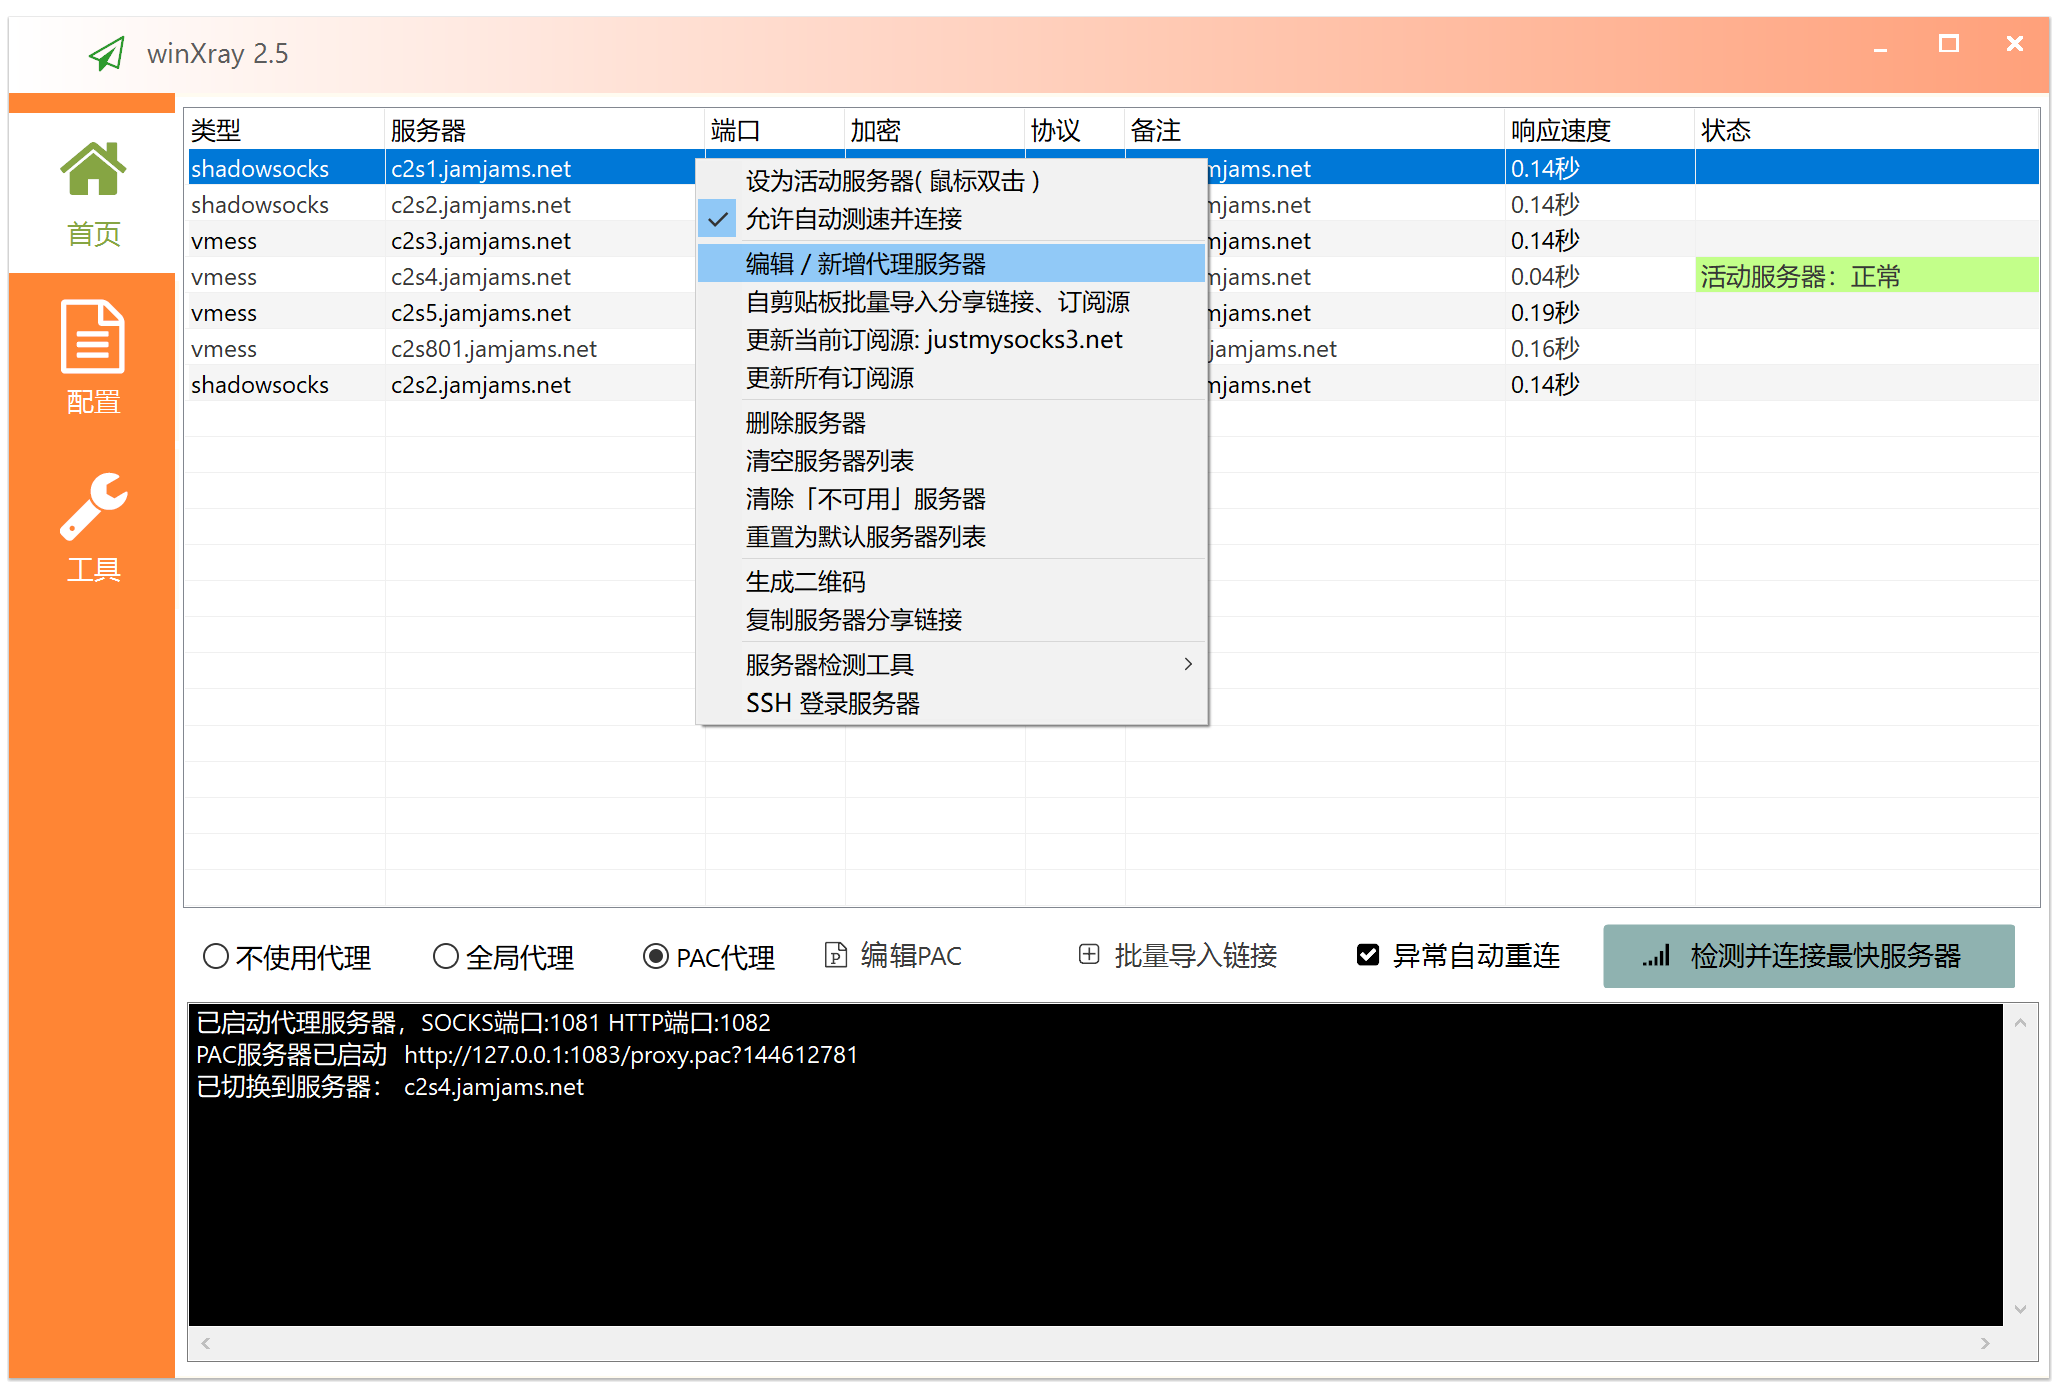 winXray 2.5
首页
配置
工具
类型 服务器 端口 加密 协议 备注 响应速度 状态
shadowsocks c2s1.jamjams.net mjams.net 0.14秒
shadowsocks c2s2.jamjams.net mjams.net 0.14秒
vmess c2s3.jamjams.net mjams.net 0.14秒
vmess c2s4.jamjams.net mjams.net 0.04秒 活动服务器：正常
vmess c2s5.jamjams.net mjams.net 0.19秒
vmess c2s801.jamjams.net jamjams.net 0.16秒
shadowsocks c2s2.jamjams.net mjams.net 0.14秒
设为活动服务器( 鼠标双击 )
允许自动测速并连接
编辑 / 新增代理服务器
自剪贴板批量导入分享链接、订阅源
更新当前订阅源: justmysocks3.net
更新所有订阅源
删除服务器
清空服务器列表
清除「不可用」服务器
重置为默认服务器列表
生成二维码
复制服务器分享链接
服务器检测工具
SSH 登录服务器
不使用代理 全局代理 PAC代理 编辑PAC 批量导入链接 异常自动重连 检测并连接最快服务器
已启动代理服务器，SOCKS端口:1081 HTTP端口:1082
PAC服务器已启动 http://127.0.0.1:1083/proxy.pac?144612781
已切换到服务器： c2s4.jamjams.net